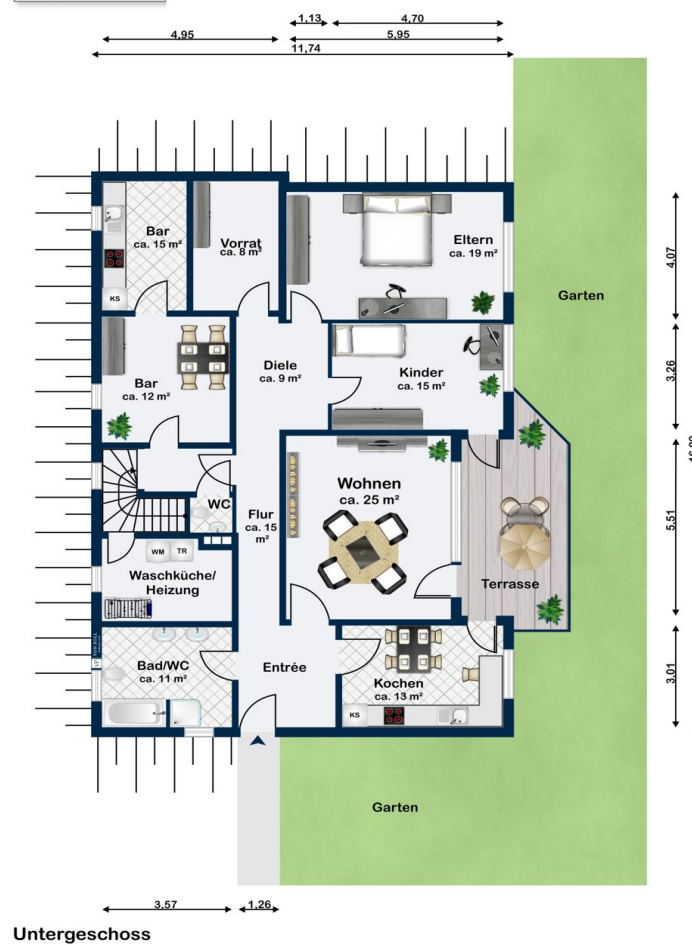 1,13
4,70
4,95
5,95
11,74
Bar
ca. 15 m²
Vorrat
ca. 8 m²
Eltern
ca. 19 m²
4,07
Garten
KS
Bar
ca. 12 m²
Diele
ca. 9 m²
Kinder
ca. 15 m²
3,26
Wohnen
ca. 25 m²
WC
Flur
ca. 15
m²
5,51
WM
TR
Waschküche/
Heizung
Terrasse
Bad/WC
ca. 11 m²
Entrée
Kochen
ca. 13 m²
KS
3,01
Garten
3,57
1,26
Untergeschoss